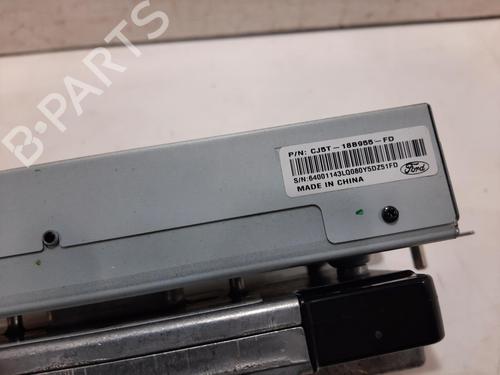 B-PARTS
P/N: CJ5T-18B955-FD
S/N:64001143LQ080Y5DZ51FD
MADE IN CHINA
Ford